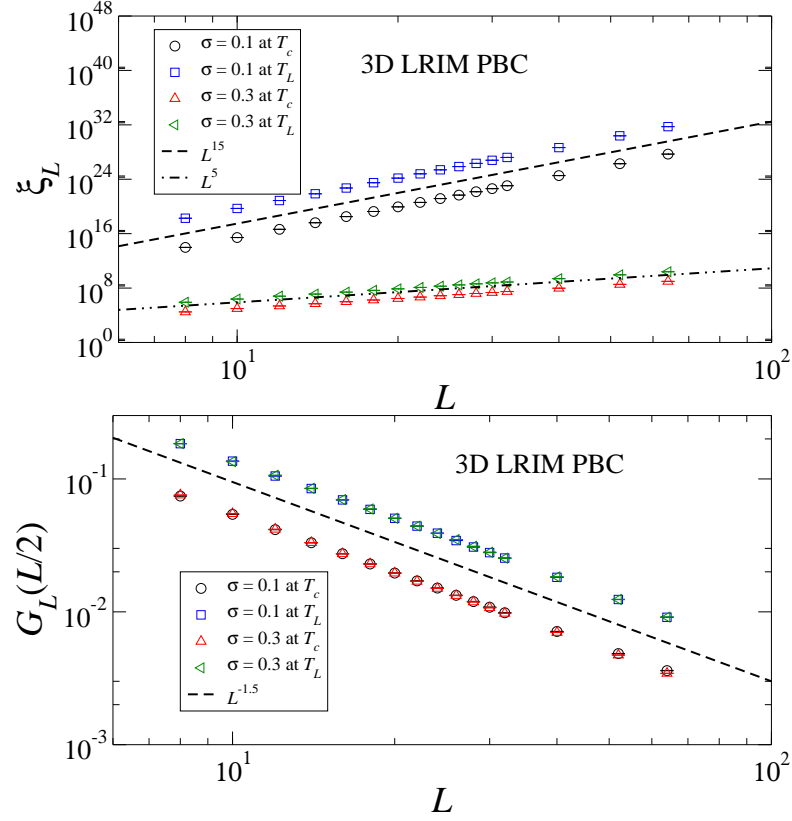 10^48
10^40
10^32
10^24
10^16
10^8
10^0
ξ_L
σ = 0.1 at T_c
σ = 0.1 at T_L
σ = 0.3 at T_c
σ = 0.3 at T_L
L^15
L^5
3D LRIM PBC
10^1
10^2
L
10^-1
10^-2
10^-3
G_L(L/2)
3D LRIM PBC
σ = 0.1 at T_c
σ = 0.1 at T_L
σ = 0.3 at T_c
σ = 0.3 at T_L
L^-1.5
10^1
10^2
L